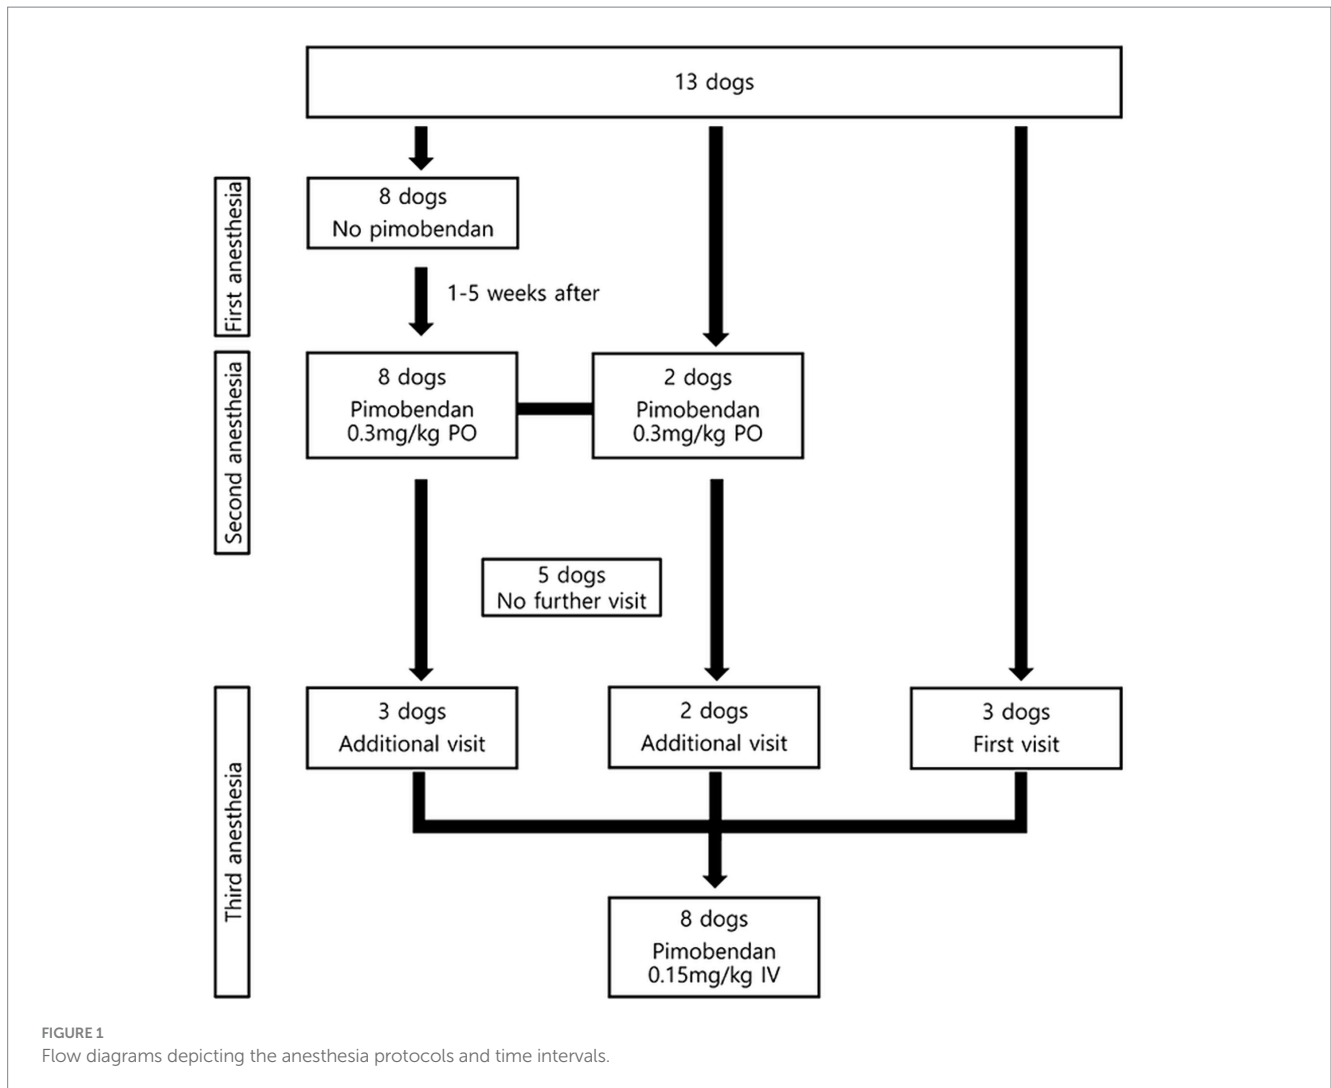 13 dogs
First anesthesia
8 dogs
No pimobendan
1-5 weeks after
Second anesthesia
8 dogs
Pimobendan
0.3mg/kg PO
2 dogs
Pimobendan
0.3mg/kg PO
5 dogs
No further visit
Third anesthesia
3 dogs
Additional visit
2 dogs
Additional visit
3 dogs
First visit
8 dogs
Pimobendan
0.15mg/kg IV
FIGURE 1
Flow diagrams depicting the anesthesia protocols and time intervals.